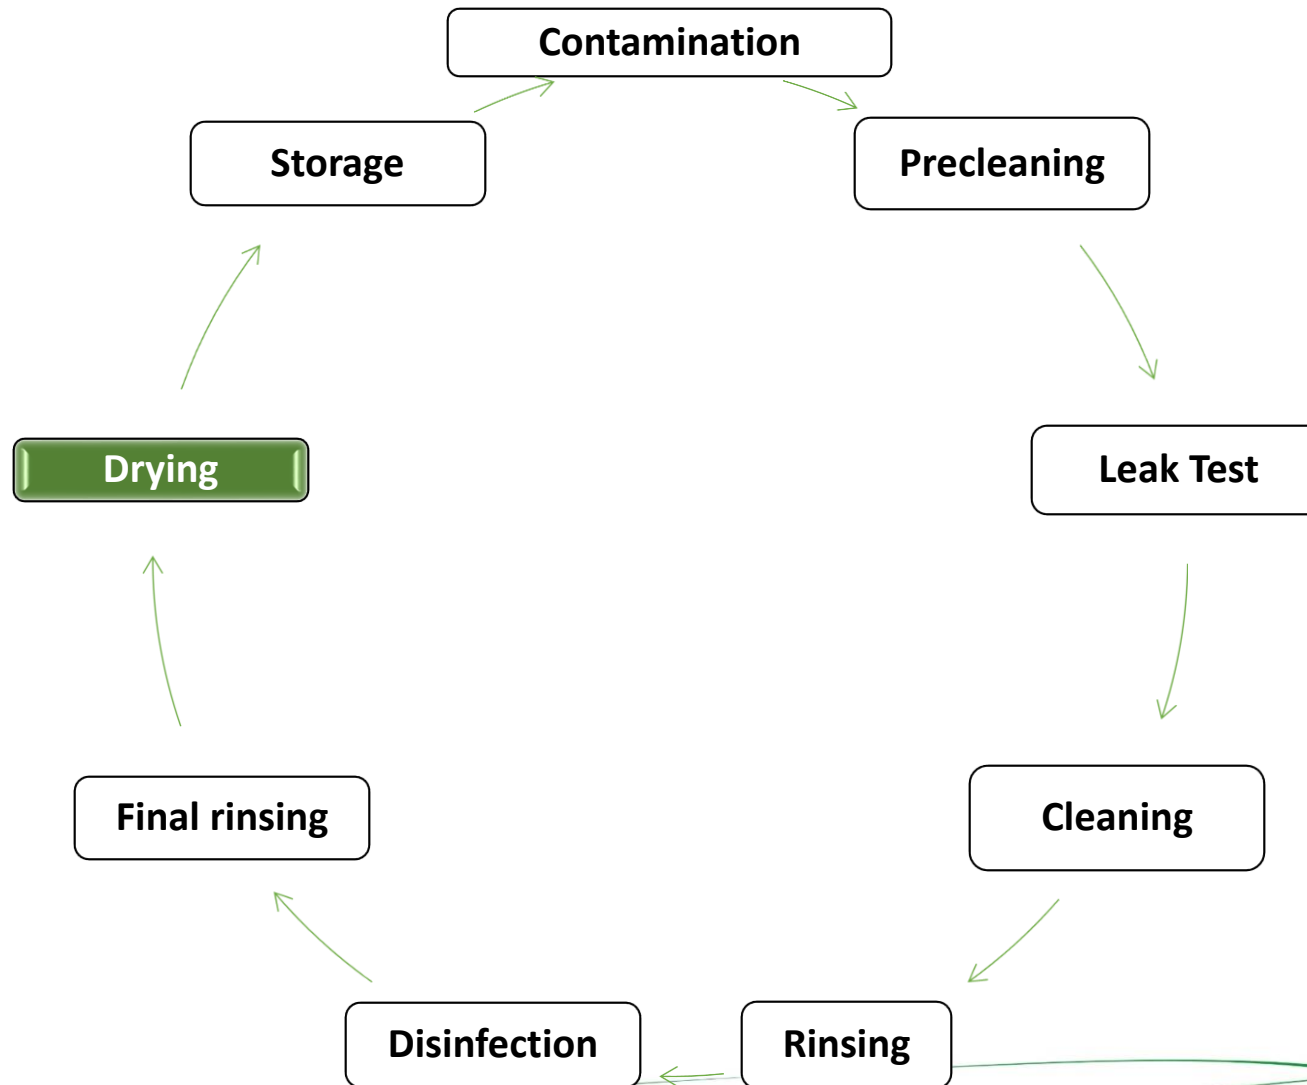 Contamination
Precleaning
Leak Test
Cleaning
Rinsing
Disinfection
Final rinsing
Drying
Storage